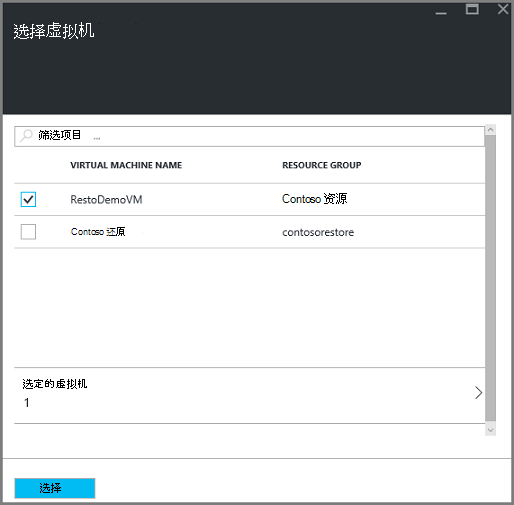 选择虚拟机
筛选项目 ...
VIRTUAL MACHINE NAME RESOURCE GROUP
RestoDemoVM Contoso 资源
Contoso 还原 contosorestore
选定的虚拟机
1
选择